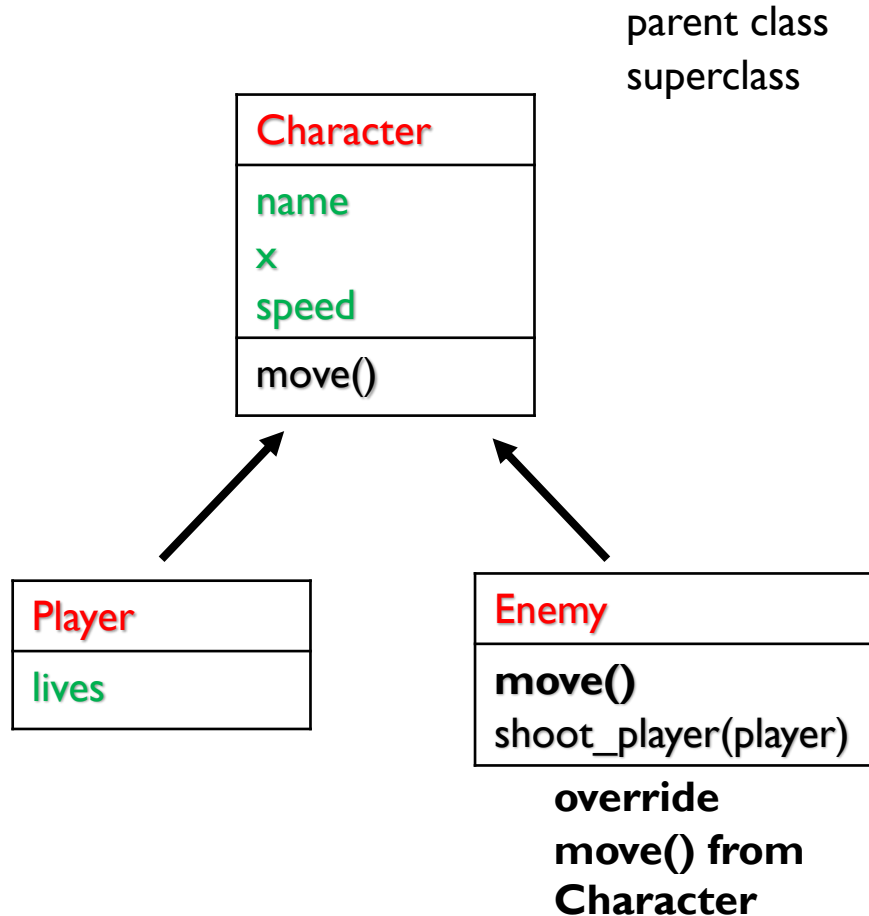 parent class
superclass
Character
name
x
speed
move()
Player
lives
Enemy
move()
shoot_player(player)
override
move() from
Character